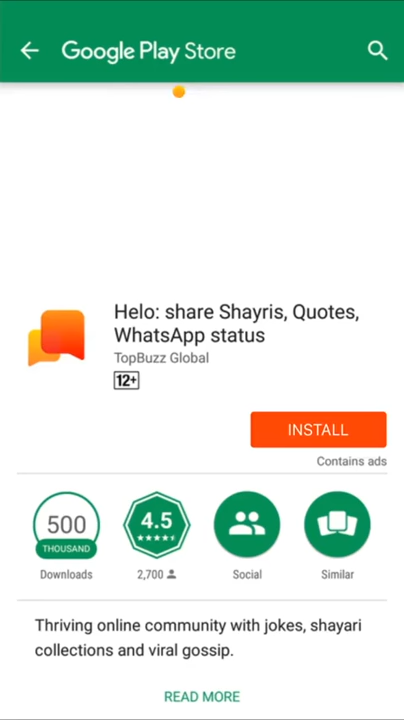 Google Play Store
Helo: share Shayris, Quotes,
WhatsApp status
TopBuzz Global
12+
INSTALL
Contains ads
500
THOUSAND
4.5
Downloads
2,700
Social
Similar
Thriving online community with jokes, shayari
collections and viral gossip.
READ MORE